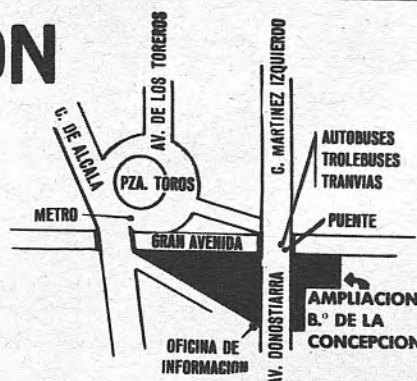 ON
C. DE ALCALA
AV. DE LOS TOREROS
C. MARTINEZ IZQUIERDO
PZA. TOROS
METRO
AUTOBUSES
TROLEBUSES
TRANVIAS
PUENTE
GRAN AVENIDA
AV. DONOSTIARRA
OFICINA DE
INFORMACION
AMPLIACION
B.º DE LA
CONCEPCION